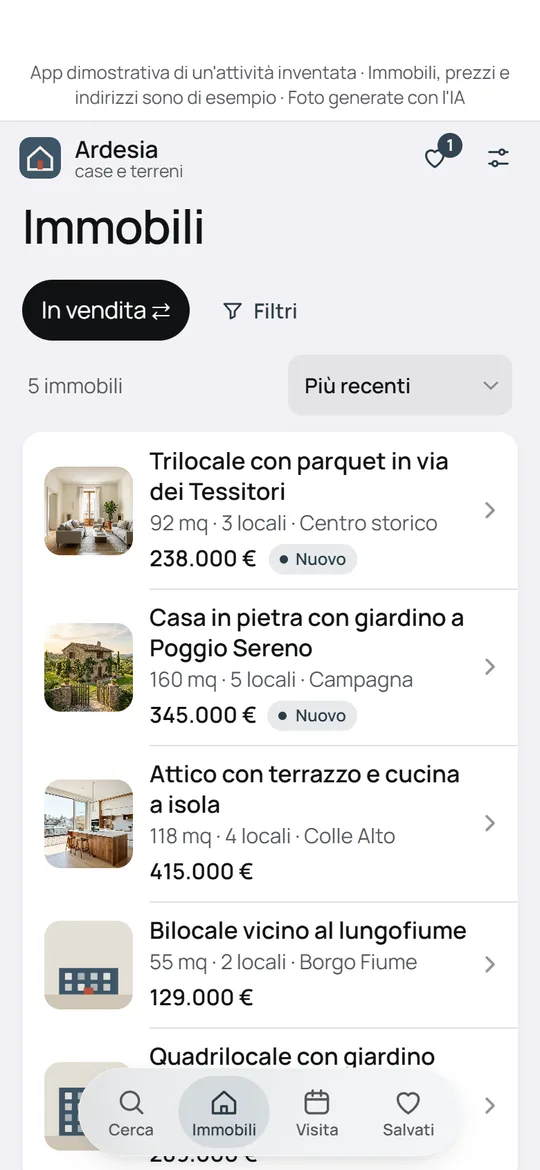 App dimostrativa di un'attività inventata · Immobili, prezzi e
indirizzi sono di esempio · Foto generate con l'IA
Ardesia
case e terreni
1
Immobili
In vendita
Filtri
5 immobili
Più recenti
Trilocale con parquet in via
dei Tessitori
92 mq · 3 locali · Centro storico
238.000 €
Nuovo
Casa in pietra con giardino a
Poggio Sereno
160 mq · 5 locali · Campagna
345.000 €
Nuovo
Attico con terrazzo e cucina
a isola
118 mq · 4 locali · Colle Alto
415.000 €
Bilocale vicino al lungofiume
55 mq · 2 locali · Borgo Fiume
129.000 €
Quadrilocale con giardino
Cerca
Immobili
Visita
Salvati